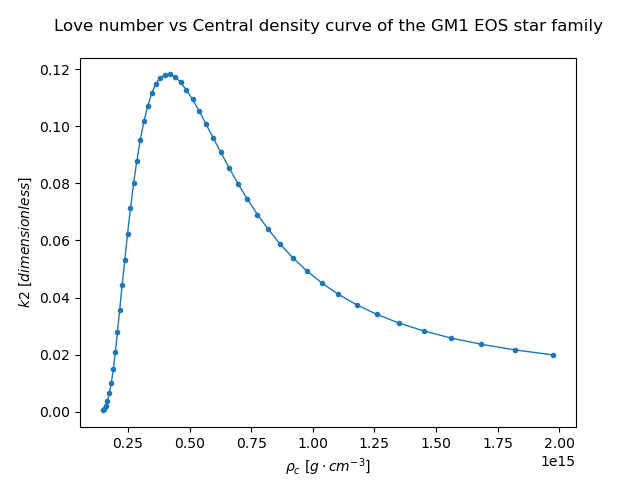 Love number vs Central density curve of the GM1 EOS star family
0.12
0.10
0.08
0.06
0.04
0.02
0.00
k2 [dimensionless]
0.25 0.50 0.75 1.00 1.25 1.50 1.75 2.00
1e15
ρ_c [g · cm⁻³]